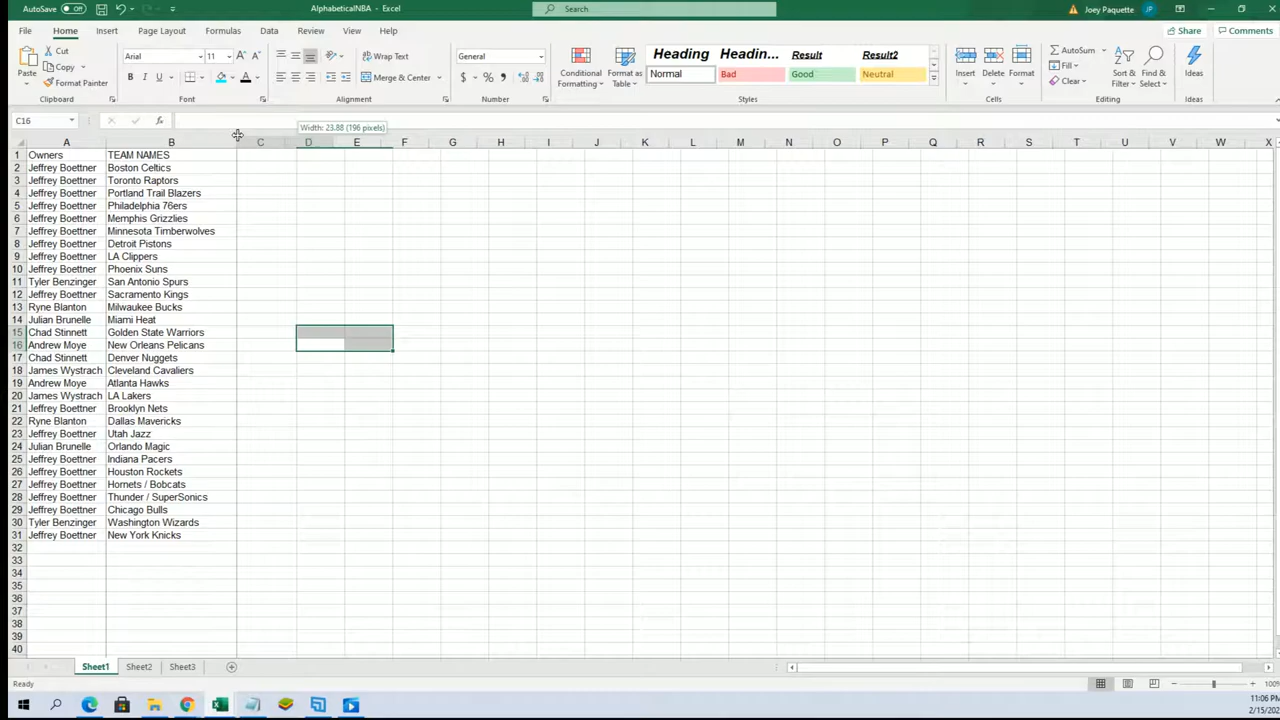 AutoSave Off AlphabeticalNBA - Excel Search Joey Paquette JP
File Home Insert Page Layout Formulas Data Review View Help Share Comments
Paste Cut Copy Format Painter Clipboard
Arial 11 B I U A Font
Wrap Text Merge & Center Alignment
General $ % Number
Conditional Formatting Format as Table
Heading Headin... Result Result2
Normal Bad Good Neutral
Styles
Insert Delete Format Cells
AutoSum Fill Clear Sort & Filter Find & Select Editing
Ideas Ideas
C16 fx
Width: 23.88 (196 pixels)
A B C D E F G H I J K L M N O P Q R S T U V W X
1 Owners TEAM NAMES
2 Jeffrey Boettner Boston Celtics
3 Jeffrey Boettner Toronto Raptors
4 Jeffrey Boettner Portland Trail Blazers
5 Jeffrey Boettner Philadelphia 76ers
6 Jeffrey Boettner Memphis Grizzlies
7 Jeffrey Boettner Minnesota Timberwolves
8 Jeffrey Boettner Detroit Pistons
9 Jeffrey Boettner LA Clippers
10 Jeffrey Boettner Phoenix Suns
11 Tyler Benzinger San Antonio Spurs
12 Jeffrey Boettner Sacramento Kings
13 Ryne Blanton Milwaukee Bucks
14 Julian Brunelle Miami Heat
15 Chad Stinnett Golden State Warriors
16 Andrew Moye New Orleans Pelicans
17 Chad Stinnett Denver Nuggets
18 James Wystrach Cleveland Cavaliers
19 Andrew Moye Atlanta Hawks
20 James Wystrach LA Lakers
21 Jeffrey Boettner Brooklyn Nets
22 Ryne Blanton Dallas Mavericks
23 Jeffrey Boettner Utah Jazz
24 Julian Brunelle Orlando Magic
25 Jeffrey Boettner Indiana Pacers
26 Jeffrey Boettner Houston Rockets
27 Jeffrey Boettner Hornets / Bobcats
28 Jeffrey Boettner Thunder / SuperSonics
29 Jeffrey Boettner Chicago Bulls
30 Tyler Benzinger Washington Wizards
31 Jeffrey Boettner New York Knicks
32
33
34
35
36
37
38
39
40
Sheet1 Sheet2 Sheet3
Ready 100%
11:06 PM
2/15/202